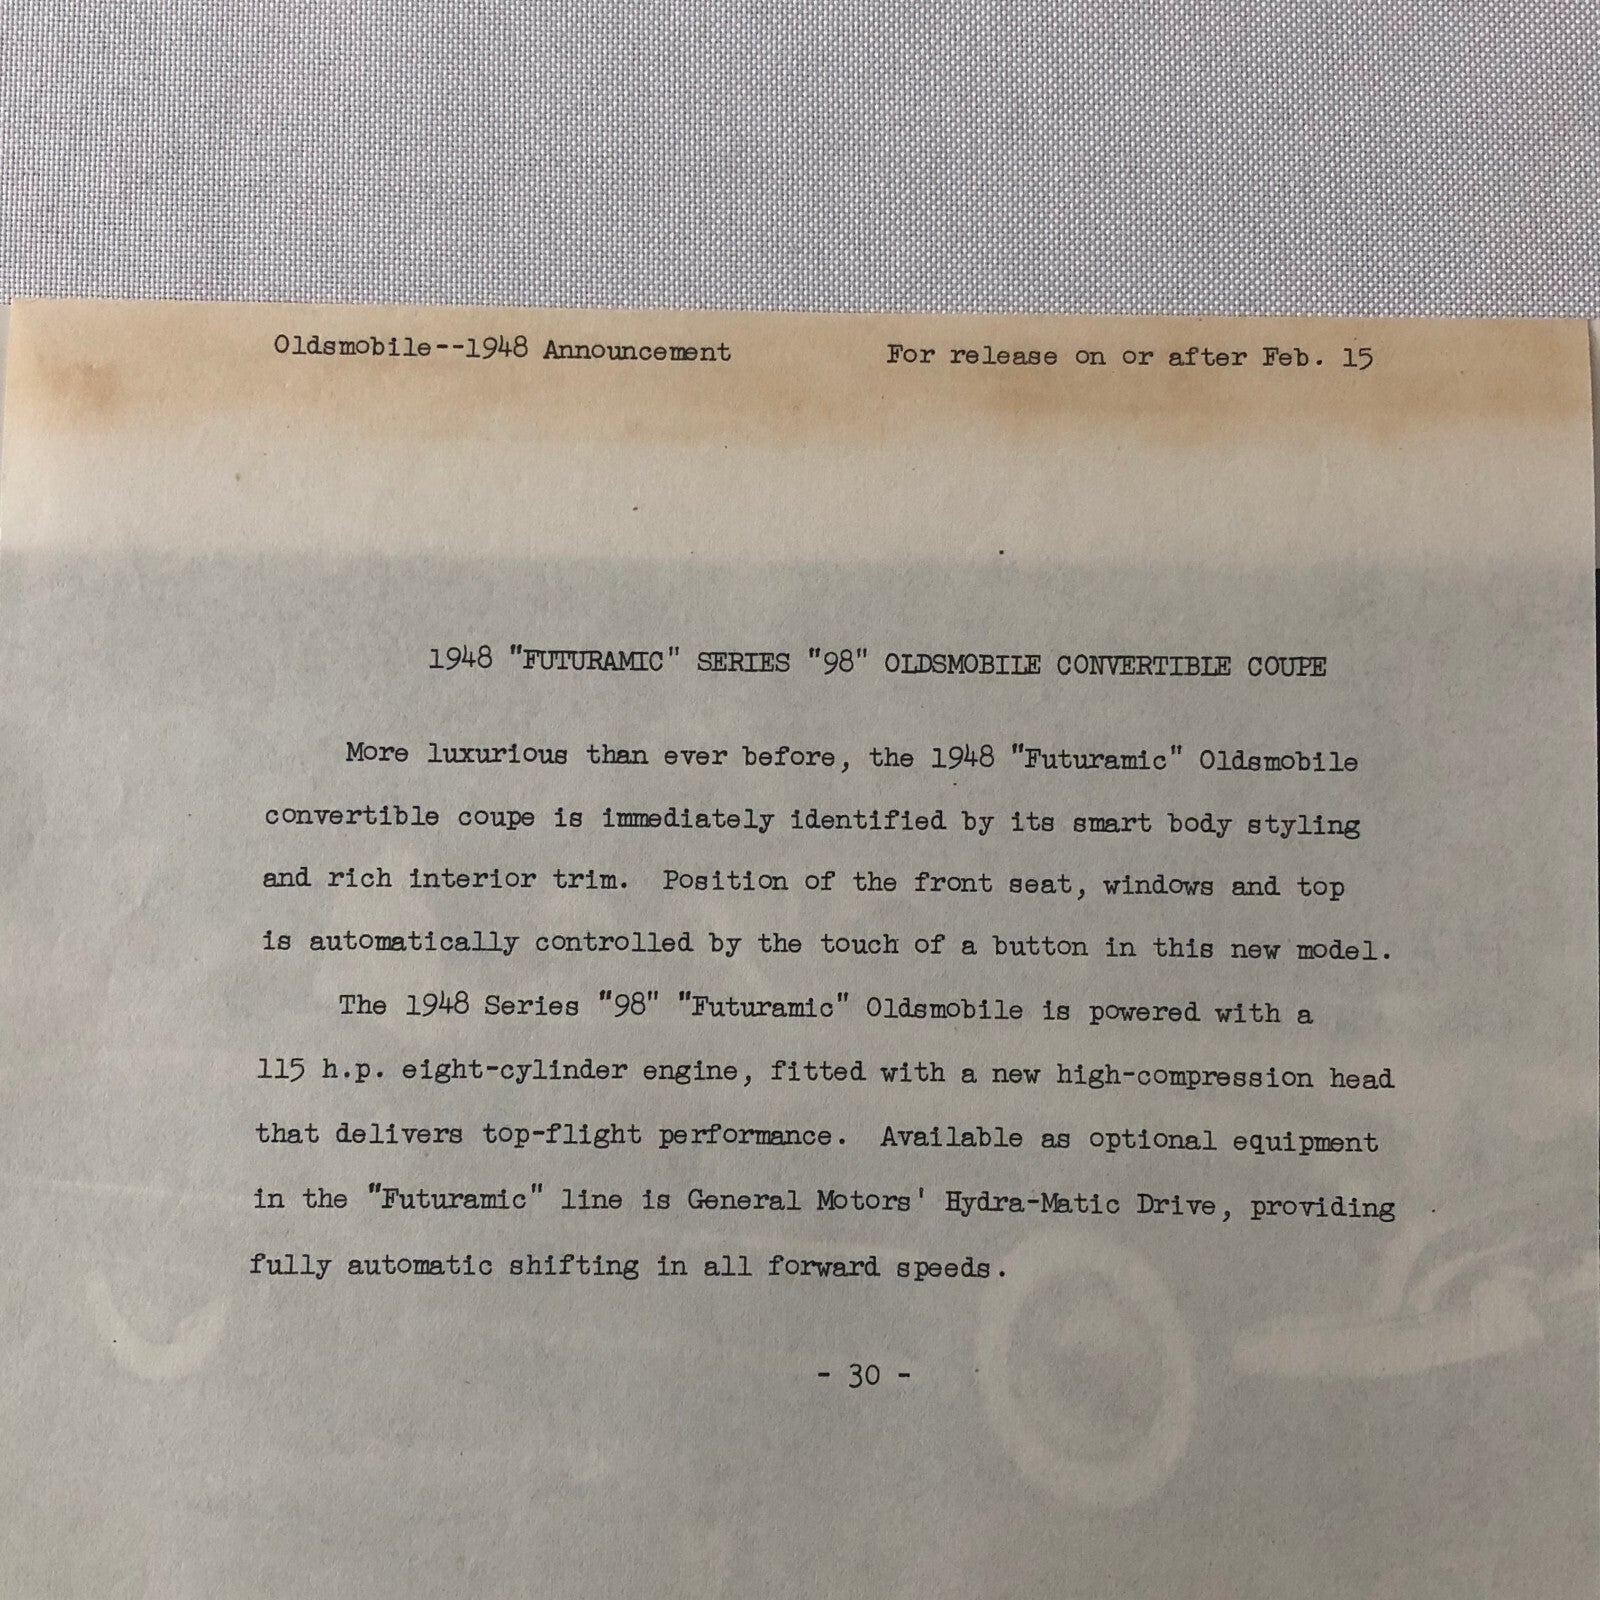 Oldsmobile--1948 Announcement For release on or after Feb. 15
1948 "FUTURAMIC" SERIES "98" OLDSMOBILE CONVERTIBLE COUPE
More luxurious than ever before, the 1948 "Futuramic" Oldsmobile
convertible coupe is immediately identified by its smart body styling
and rich interior trim. Position of the front seat, windows and top
is automatically controlled by the touch of a button in this new model.
The 1948 Series "98" "Futuramic" Oldsmobile is powered with a
115 h.p. eight-cylinder engine, fitted with a new high-compression head
that delivers top-flight performance. Available as optional equipment
in the "Futuramic" line is General Motors' Hydra-Matic Drive, providing
fully automatic shifting in all forward speeds.
- 30 -